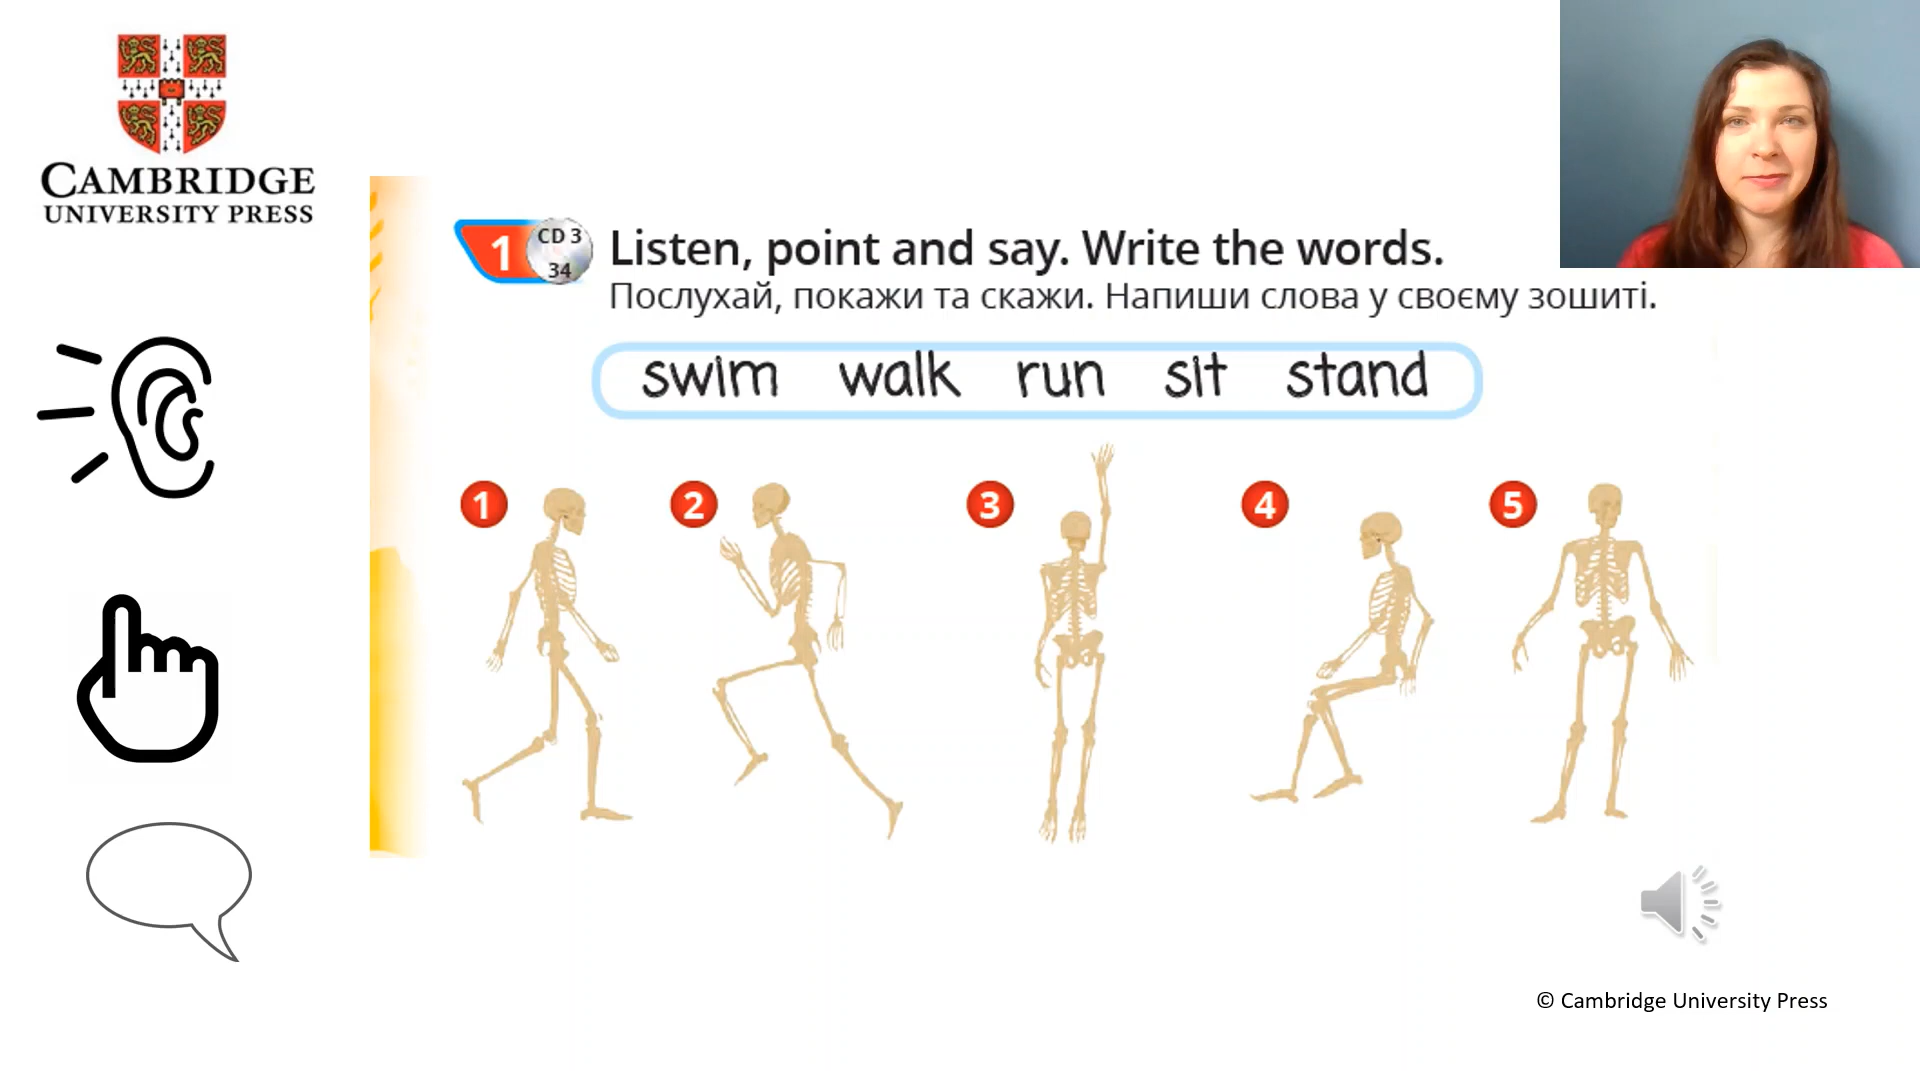 CAMBRIDGE
UNIVERSITY PRESS
1
CD 3
34
Listen, point and say. Write the words.
Послухай, покажи та скажи. Напиши слова у своєму зошиті.
swim walk run sit stand
1 2 3 4 5
© Cambridge University Press